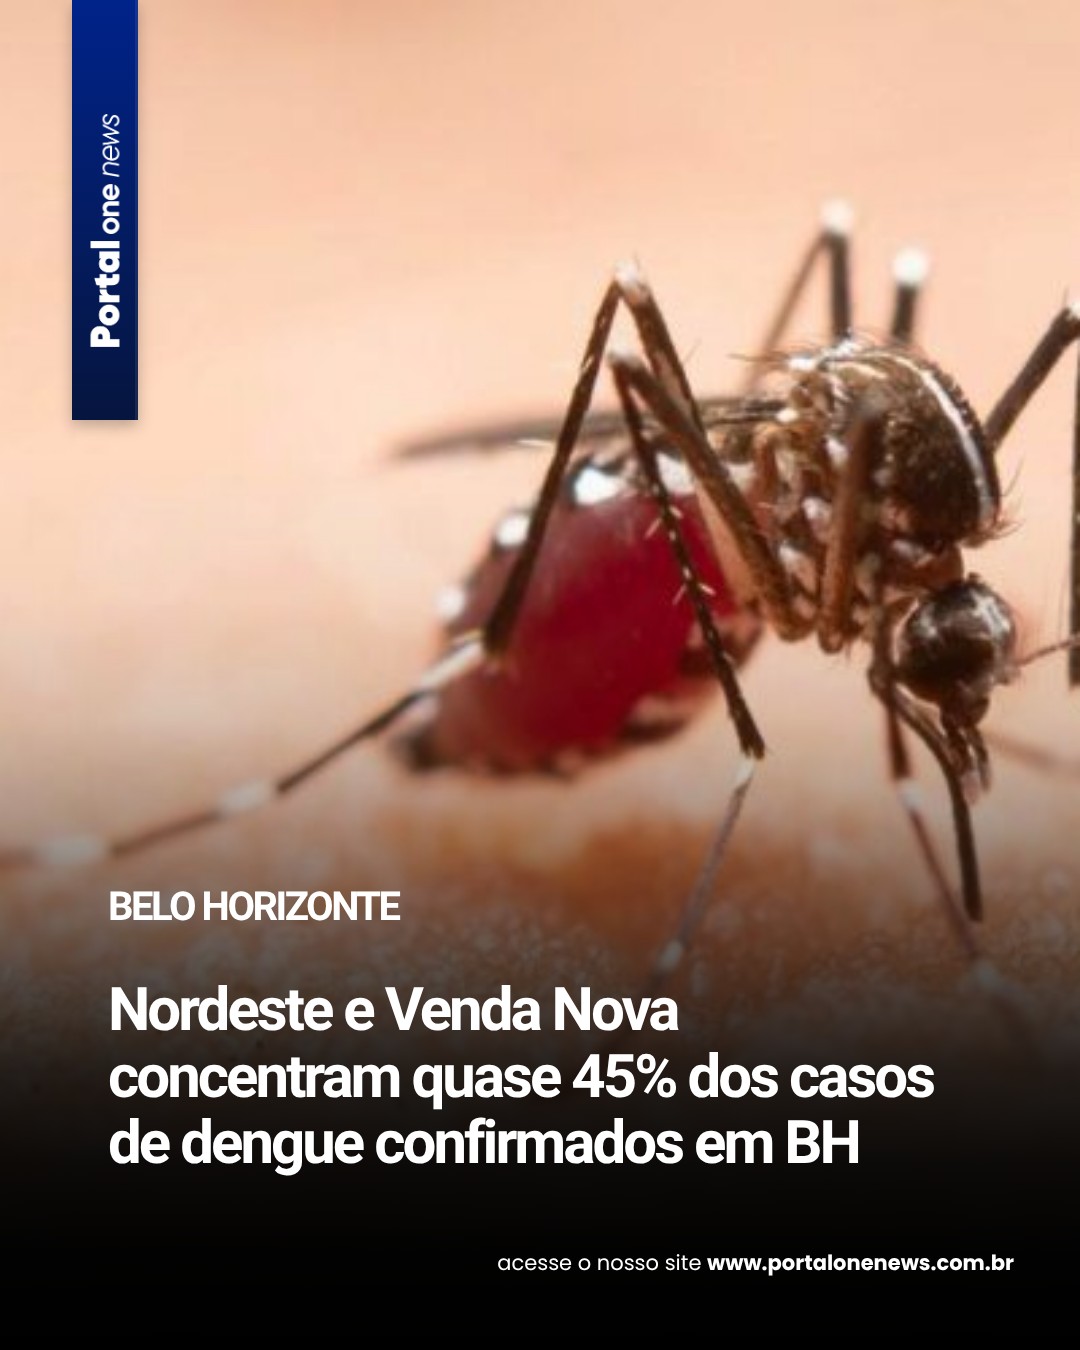 Portal one news
BELO HORIZONTE
Nordeste e Venda Nova
concentram quase 45% dos casos
de dengue confirmados em BH
acesse o nosso site www.portalonenews.com.br